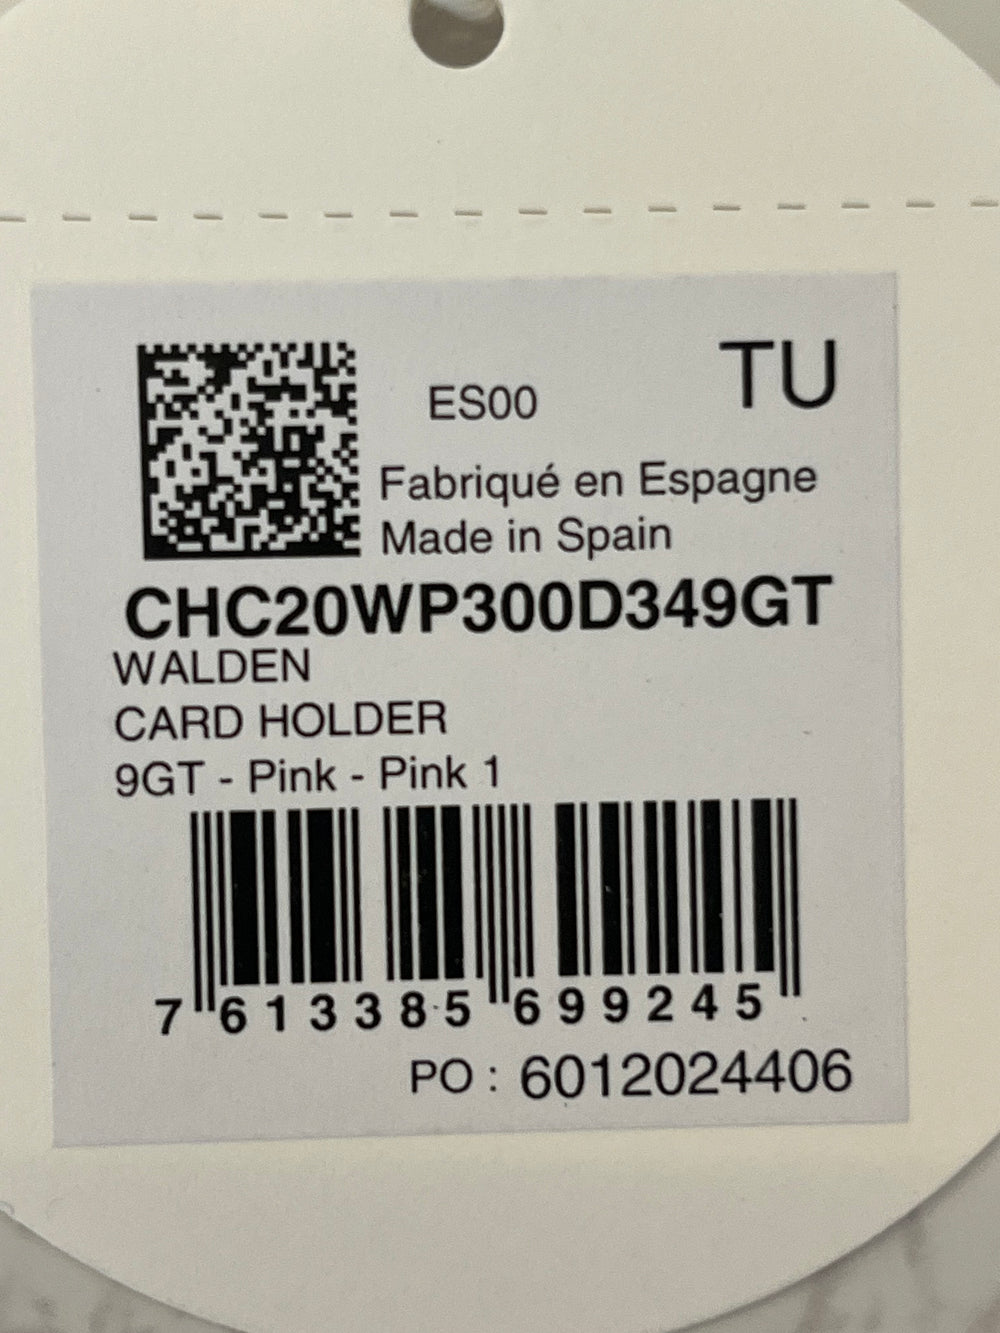 TU
ES00
Fabriqué en Espagne
Made in Spain
CHC20WP300D349GT
WALDEN
CARD HOLDER
9GT - Pink - Pink 1
7 613385 699245
PO : 6012024406